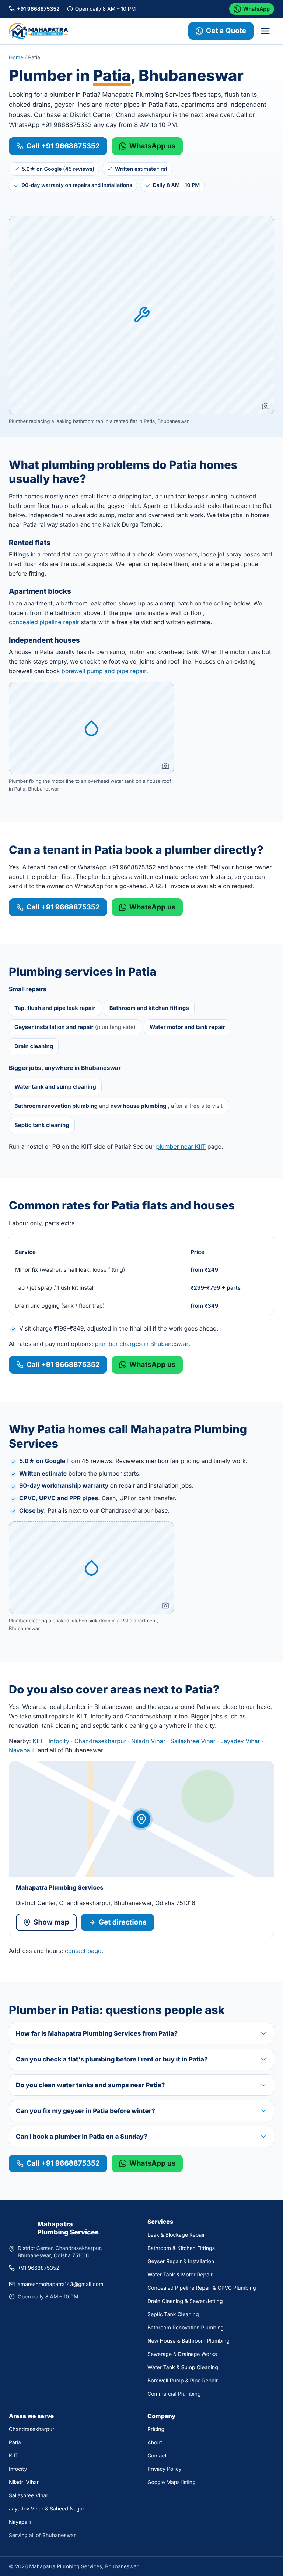 +91 9668875352 Open daily 8 AM – 10 PM WhatsApp
MAHAPATRA
Get a Quote
Home / Patia
Plumber in Patia, Bhubaneswar
Looking for a plumber in Patia? Mahapatra Plumbing Services fixes taps, flush tanks,
choked drains, geyser lines and motor pumps in Patia flats, apartments and independent
houses. Our base is at District Center, Chandrasekharpur, so the trip is a short one. Call or
WhatsApp +91 9668875352 any day from 8 AM to 10 PM.
Call +91 9668875352 WhatsApp us
5.0★ on Google (45 reviews) Written estimate first
90-day warranty on repairs and installations Daily 8 AM – 10 PM
Plumber replacing a leaking bathroom tap in a rented flat in Patia, Bhubaneswar
What plumbing problems do Patia homes
usually have?
Patia homes mostly need small fixes: a dripping tap, a flush that keeps running, a choked
bathroom floor trap or a leak at the geyser inlet. Apartment blocks add leaks that reach the flat
below. Independent houses add sump, motor and overhead tank work. We take jobs in homes
near Patia railway station and the Kanak Durga Temple.
Rented flats
Fittings in a rented flat can go years without a check. Worn washers, loose jet spray hoses and
tired flush kits are the usual suspects. We repair or replace them, and write down the part price
before fitting.
Apartment blocks
In an apartment, a bathroom leak often shows up as a damp patch on the ceiling below. We
trace it from the bathroom above. If the pipe runs inside a wall or floor,
concealed pipeline repair starts with a free site visit and written estimate.
Independent houses
A house in Patia usually has its own sump, motor and overhead tank. When the motor runs but
the tank stays empty, we check the foot valve, joints and roof line. Houses on an existing
borewell can book borewell pump and pipe repair.
Plumber fixing the motor line to an overhead water tank on a house roof
in Patia, Bhubaneswar
Can a tenant in Patia book a plumber directly?
Yes. A tenant can call or WhatsApp +91 9668875352 and book the visit. Tell your house owner
about the problem first. The plumber gives a written estimate before work starts, so you can
send it to the owner on WhatsApp for a go-ahead. A GST invoice is available on request.
Call +91 9668875352 WhatsApp us
Plumbing services in Patia
Small repairs
Tap, flush and pipe leak repair Bathroom and kitchen fittings
Geyser installation and repair (plumbing side) Water motor and tank repair
Drain cleaning
Bigger jobs, anywhere in Bhubaneswar
Water tank and sump cleaning
Bathroom renovation plumbing and new house plumbing , after a free site visit
Septic tank cleaning
Run a hostel or PG on the KIIT side of Patia? See our plumber near KIIT page.
Common rates for Patia flats and houses
Labour only, parts extra.
Service Price
Minor fix (washer, small leak, loose fitting) from ₹249
Tap / jet spray / flush kit install ₹299–₹799 + parts
Drain unclogging (sink / floor trap) from ₹349
Visit charge ₹199–₹349, adjusted in the final bill if the work goes ahead.
All rates and payment options: plumber charges in Bhubaneswar.
Call +91 9668875352 WhatsApp us
Why Patia homes call Mahapatra Plumbing
Services
5.0★ on Google from 45 reviews. Reviewers mention fair pricing and timely work.
Written estimate before the plumber starts.
90-day workmanship warranty on repair and installation jobs.
CPVC, UPVC and PPR pipes. Cash, UPI or bank transfer.
Close by. Patia is next to our Chandrasekharpur base.
Plumber clearing a choked kitchen sink drain in a Patia apartment,
Bhubaneswar
Do you also cover areas next to Patia?
Yes. We are a local plumber in Bhubaneswar, and the areas around Patia are close to our base.
We take small repairs in KIIT, Infocity and Chandrasekharpur too. Bigger jobs such as
renovation, tank cleaning and septic tank cleaning go anywhere in the city.
Nearby: KIIT · Infocity · Chandrasekharpur · Niladri Vihar · Sailashree Vihar · Jayadev Vihar ·
Nayapalli, and all of Bhubaneswar.
Mahapatra Plumbing Services
District Center, Chandrasekharpur, Bhubaneswar, Odisha 751016
Show map Get directions
Address and hours: contact page.
Plumber in Patia: questions people ask
How far is Mahapatra Plumbing Services from Patia?
Can you check a flat's plumbing before I rent or buy it in Patia?
Do you clean water tanks and sumps near Patia?
Can you fix my geyser in Patia before winter?
Can I book a plumber in Patia on a Sunday?
Call +91 9668875352 WhatsApp us
Mahapatra
Plumbing Services
District Center, Chandrasekharpur,
Bhubaneswar, Odisha 751016
+91 9668875352
amareshmohapatra143@gmail.com
Open daily 8 AM – 10 PM
Services
Leak & Blockage Repair
Bathroom & Kitchen Fittings
Geyser Repair & Installation
Water Tank & Motor Repair
Concealed Pipeline Repair & CPVC Plumbing
Drain Cleaning & Sewer Jetting
Septic Tank Cleaning
Bathroom Renovation Plumbing
New House & Bathroom Plumbing
Sewerage & Drainage Works
Water Tank & Sump Cleaning
Borewell Pump & Pipe Repair
Commercial Plumbing
Areas we serve
Chandrasekharpur
Patia
KIIT
Infocity
Niladri Vihar
Sailashree Vihar
Jayadev Vihar & Saheed Nagar
Nayapalli
Serving all of Bhubaneswar
Company
Pricing
About
Contact
Privacy Policy
Google Maps listing
© 2026 Mahapatra Plumbing Services, Bhubaneswar.